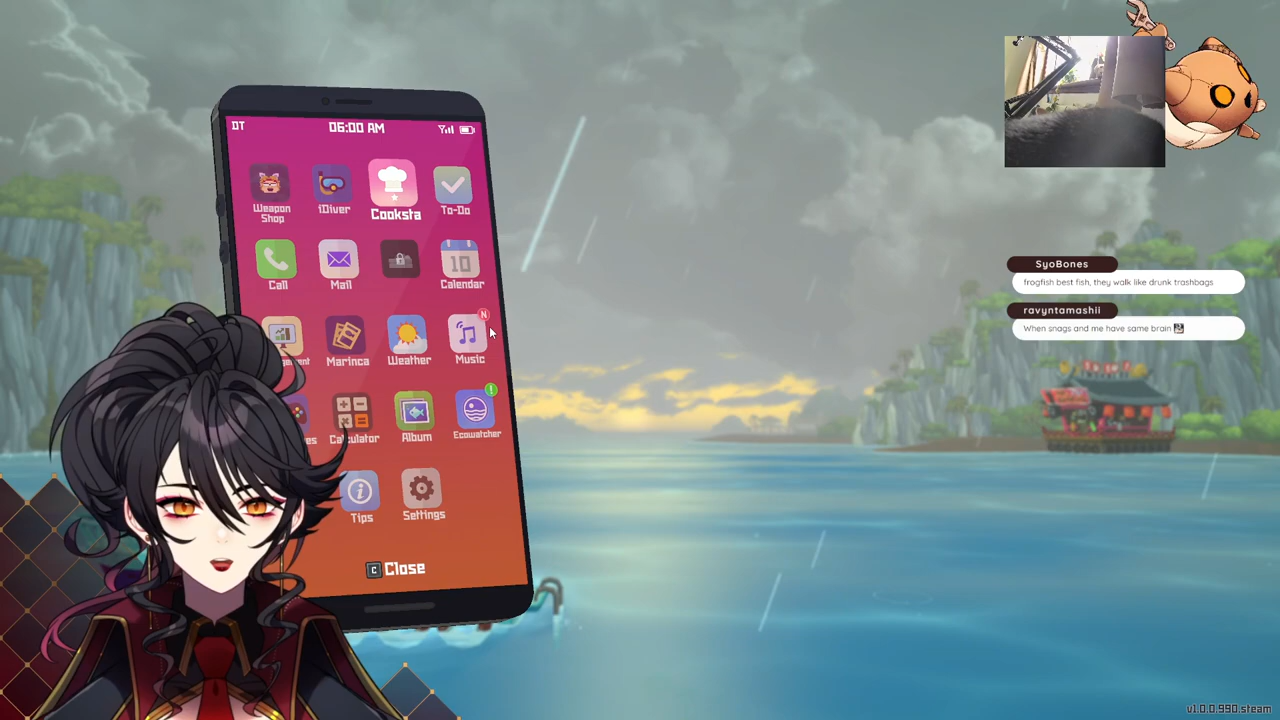 DT
06:00 AM
Weapon Shop
iDiver
Cooksta
To-Do
Call
Mail
10
Calendar
Marinca
Weather
N
Music
Calculator
Album
Ecowatcher
Tips
Settings
C Close
SyoBones
frogfish best fish, they walk like drunk trashbags
ravyntamashii
When snags and me have same brain
v1.0.0.990.steam